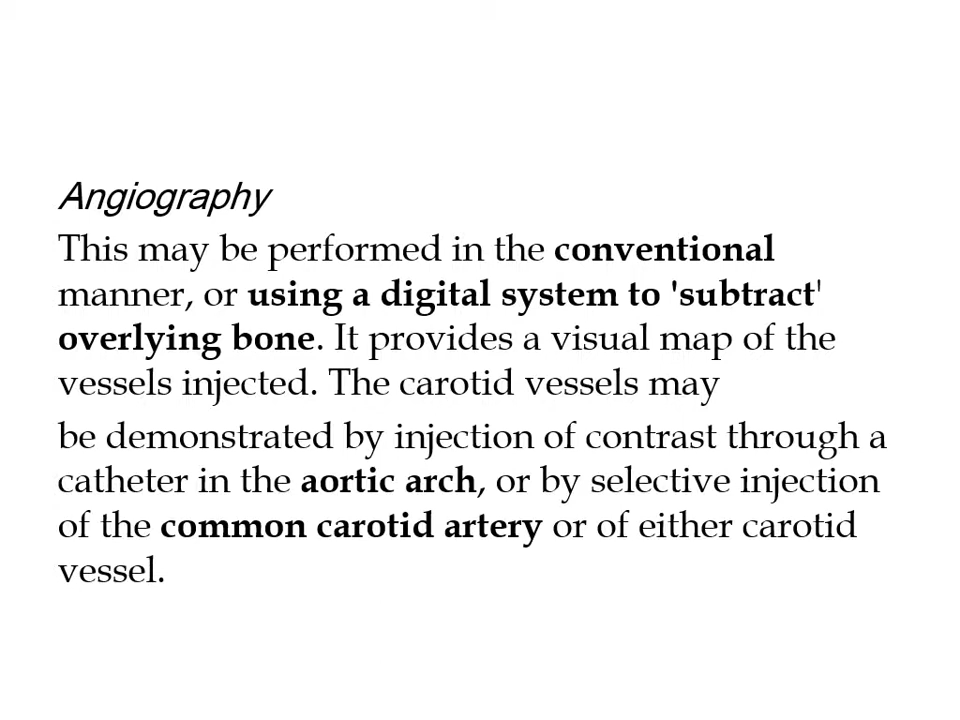 Angiography
This may be performed in the conventional
manner, or using a digital system to 'subtract'
overlying bone. It provides a visual map of the
vessels injected. The carotid vessels may
be demonstrated by injection of contrast through a
catheter in the aortic arch, or by selective injection
of the common carotid artery or of either carotid
vessel.